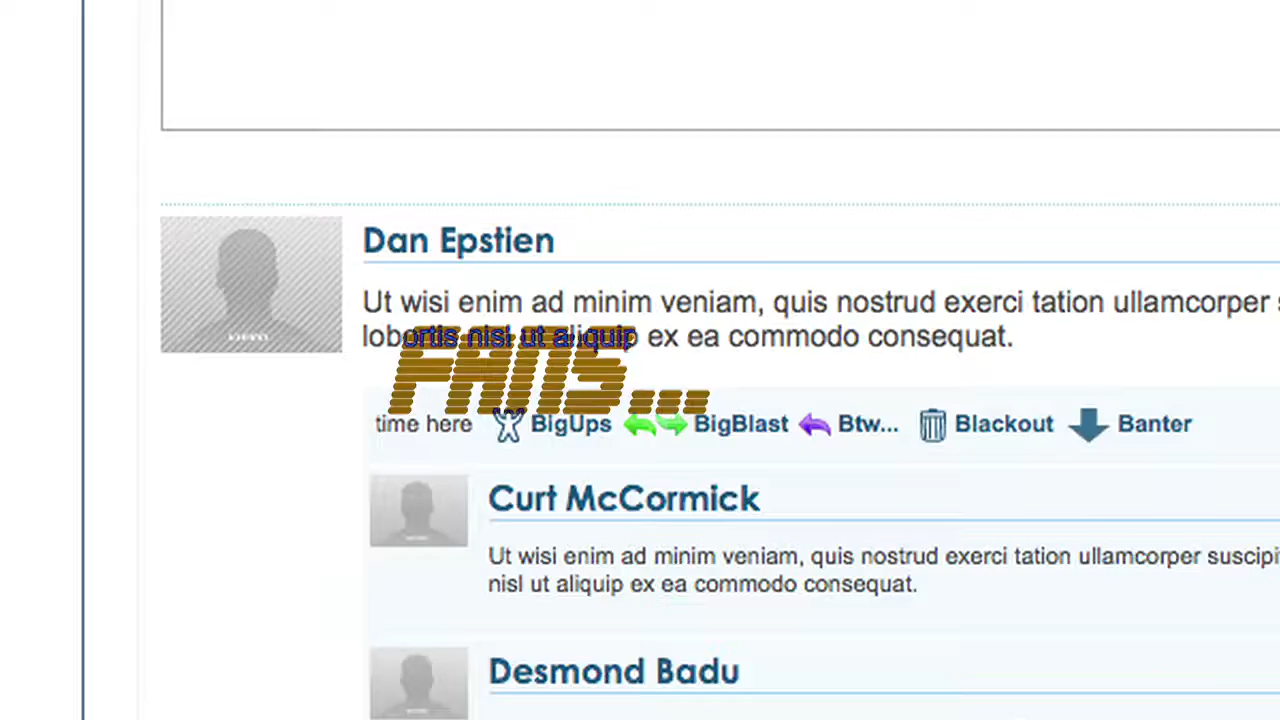 Dan Epstien
Ut wisi enim ad minim veniam, quis nostrud exerci tation ullamcorper
lobortis nisl ut aliquip ex ea commodo consequat.
FANS...
time here BigUps BigBlast Btw... Blackout Banter
Curt McCormick
Ut wisi enim ad minim veniam, quis nostrud exerci tation ullamcorper suscipi
nisl ut aliquip ex ea commodo consequat.
Desmond Badu